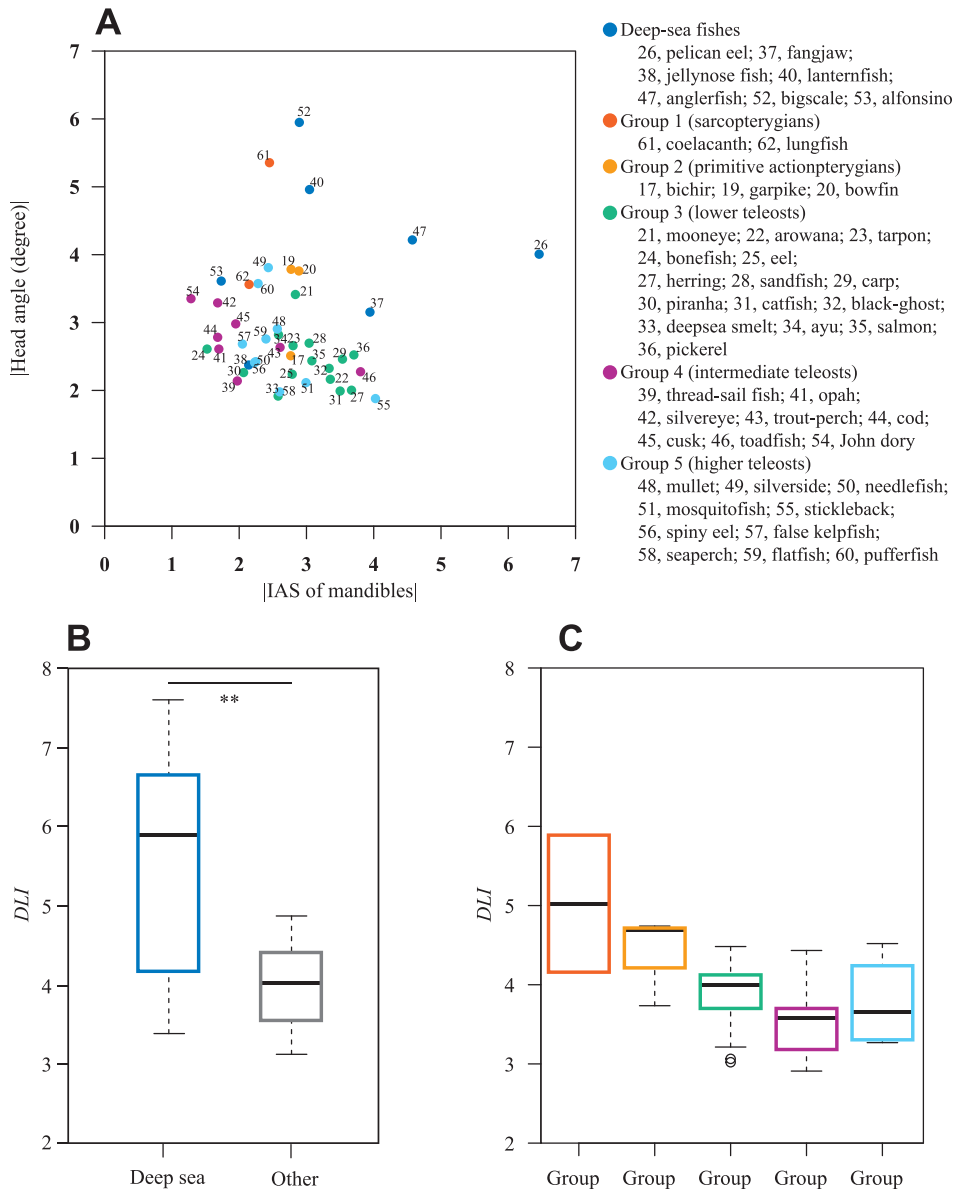 A
7
6
5
4
3
2
1
0
|Head angle (degree)|
0 1 2 3 4 5 6 7
|IAS of mandibles|
52
61
40
47
26
49
19
20
53
62
60
21
54
42
37
45
48
44
57
59
34
23
28
43
24
41
38
50
17
35
29
36
30
56
25
32
22
46
39
33
58
51
31
27
55
Deep-sea fishes
26, pelican eel; 37, fangjaw;
38, jellynose fish; 40, lanternfish;
47, anglerfish; 52, bigscale; 53, alfonsino
Group 1 (sarcopterygians)
61, coelacanth; 62, lungfish
Group 2 (primitive actionpterygians)
17, bichir; 19, garpike; 20, bowfin
Group 3 (lower teleosts)
21, mooneye; 22, arowana; 23, tarpon;
24, bonefish; 25, eel;
27, herring; 28, sandfish; 29, carp;
30, piranha; 31, catfish; 32, black-ghost;
33, deepsea smelt; 34, ayu; 35, salmon;
36, pickerel
Group 4 (intermediate teleosts)
39, thread-sail fish; 41, opah;
42, silvereye; 43, trout-perch; 44, cod;
45, cusk; 46, toadfish; 54, John dory
Group 5 (higher teleosts)
48, mullet; 49, silverside; 50, needlefish;
51, mosquitofish; 55, stickleback;
56, spiny eel; 57, false kelpfish;
58, seaperch; 59, flatfish; 60, pufferfish
B
8
7
6
5
4
3
2
DLI
**
Deep sea Other
C
8
7
6
5
4
3
2
DLI
Group Group Group Group Group